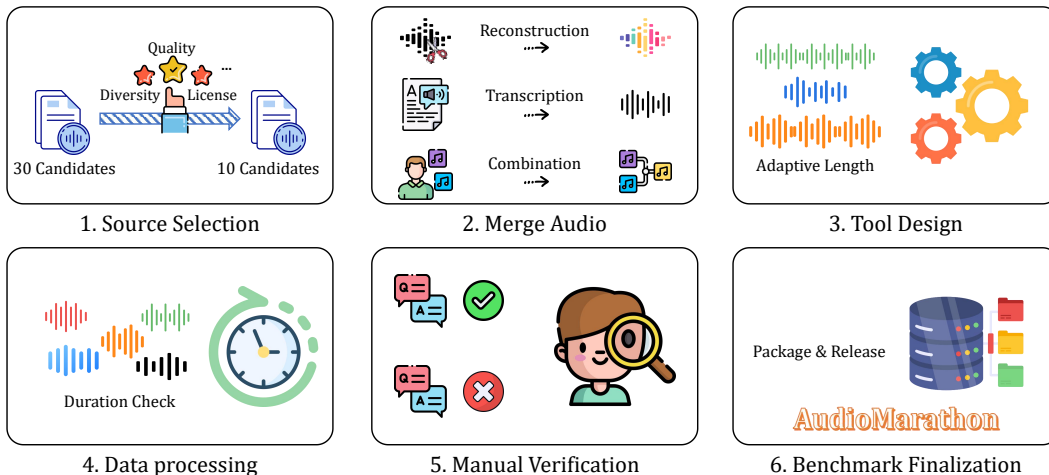 Quality
...
Diversity
License
30 Candidates
10 Candidates
1. Source Selection
Reconstruction
A
Transcription
Combination
2. Merge Audio
Adaptive Length
3. Tool Design
Duration Check
4. Data processing
Q
A
Q
A
5. Manual Verification
Package & Release
AudioMarathon
6. Benchmark Finalization